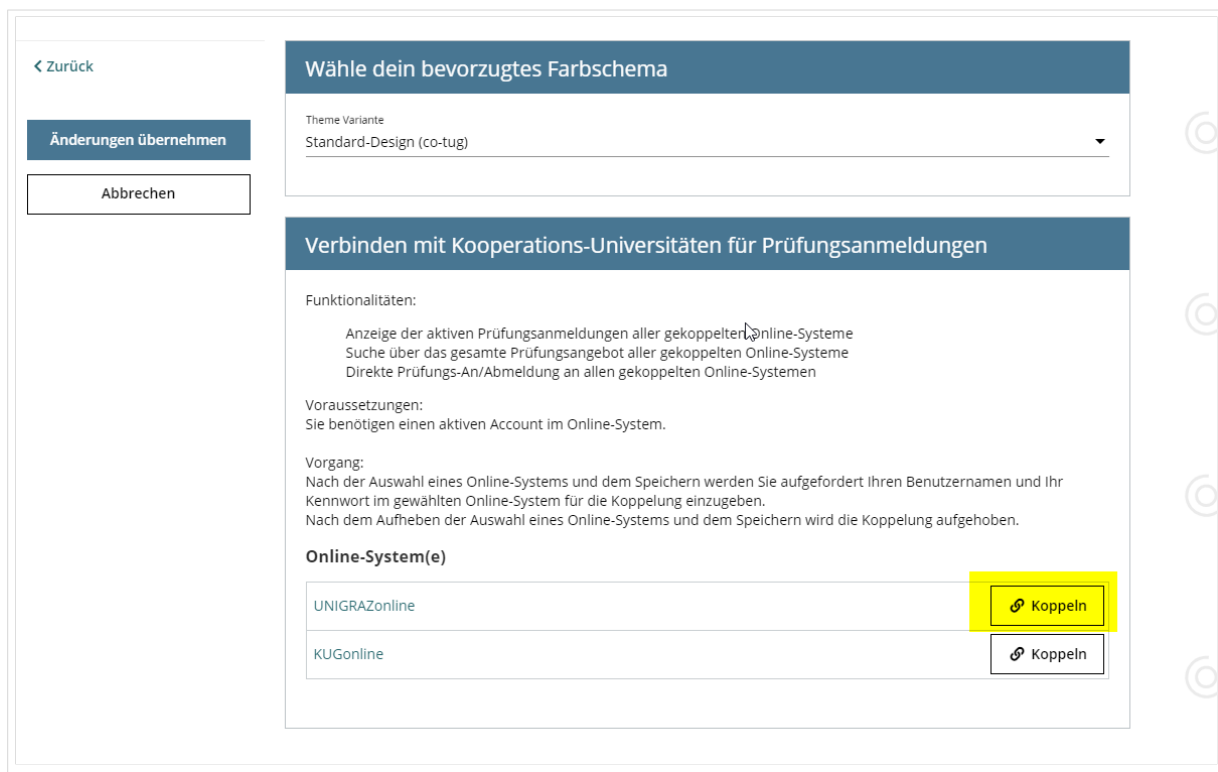 Zurück
Änderungen übernehmen
Abbrechen
Wähle dein bevorzugtes Farbschema
Theme Variante
Standard-Design (co-tug)
Verbinden mit Kooperations-Universitäten für Prüfungsanmeldungen
Funktionalitäten:
Anzeige der aktiven Prüfungsanmeldungen aller gekoppelten Online-Systeme
Suche über das gesamte Prüfungsangebot aller gekoppelten Online-Systeme
Direkte Prüfungs-An/Abmeldung an allen gekoppelten Online-Systemen
Voraussetzungen:
Sie benötigen einen aktiven Account im Online-System.
Vorgang:
Nach der Auswahl eines Online-Systems und dem Speichern werden Sie aufgefordert Ihren Benutzernamen und Ihr
Kennwort im gewählten Online-System für die Koppelung einzugeben.
Nach dem Aufheben der Auswahl eines Online-Systems und dem Speichern wird die Koppelung aufgehoben.
Online-System(e)
UNIGRAZonline Koppeln
KUGonline Koppeln